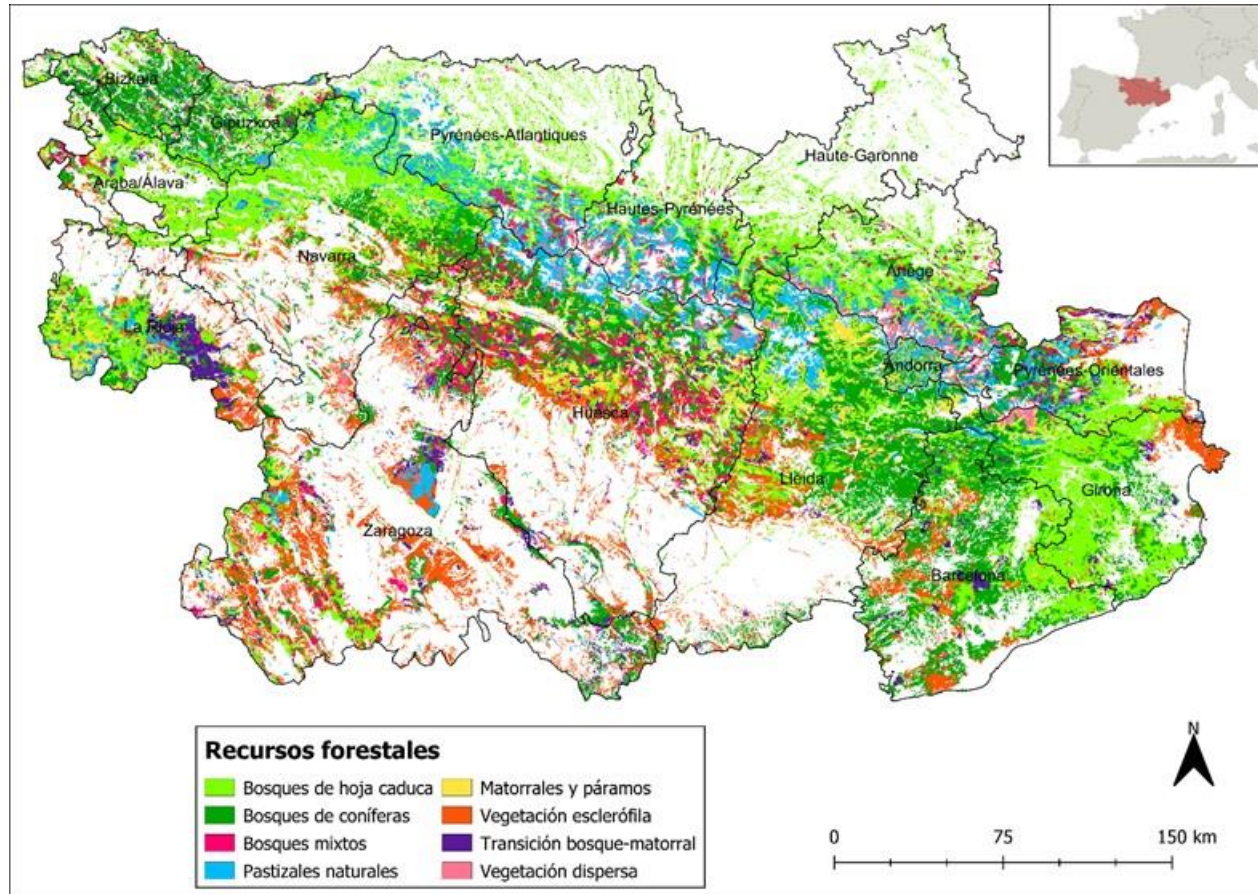 Bizkaia
Gipuzkoa
Pyrénées-Atlantiques
Haute-Garonne
Araba/Álava
Hautes-Pyrénées
Navarra
Ariège
La Rioja
Andorra
Pyrénées-Orientales
Huesca
Lleida
Girona
Zaragoza
Barcelona
Recursos forestales
Bosques de hoja caduca
Bosques de coníferas
Bosques mixtos
Pastizales naturales
Matorrales y páramos
Vegetación esclerófila
Transición bosque-matorral
Vegetación dispersa
N
0 75 150 km